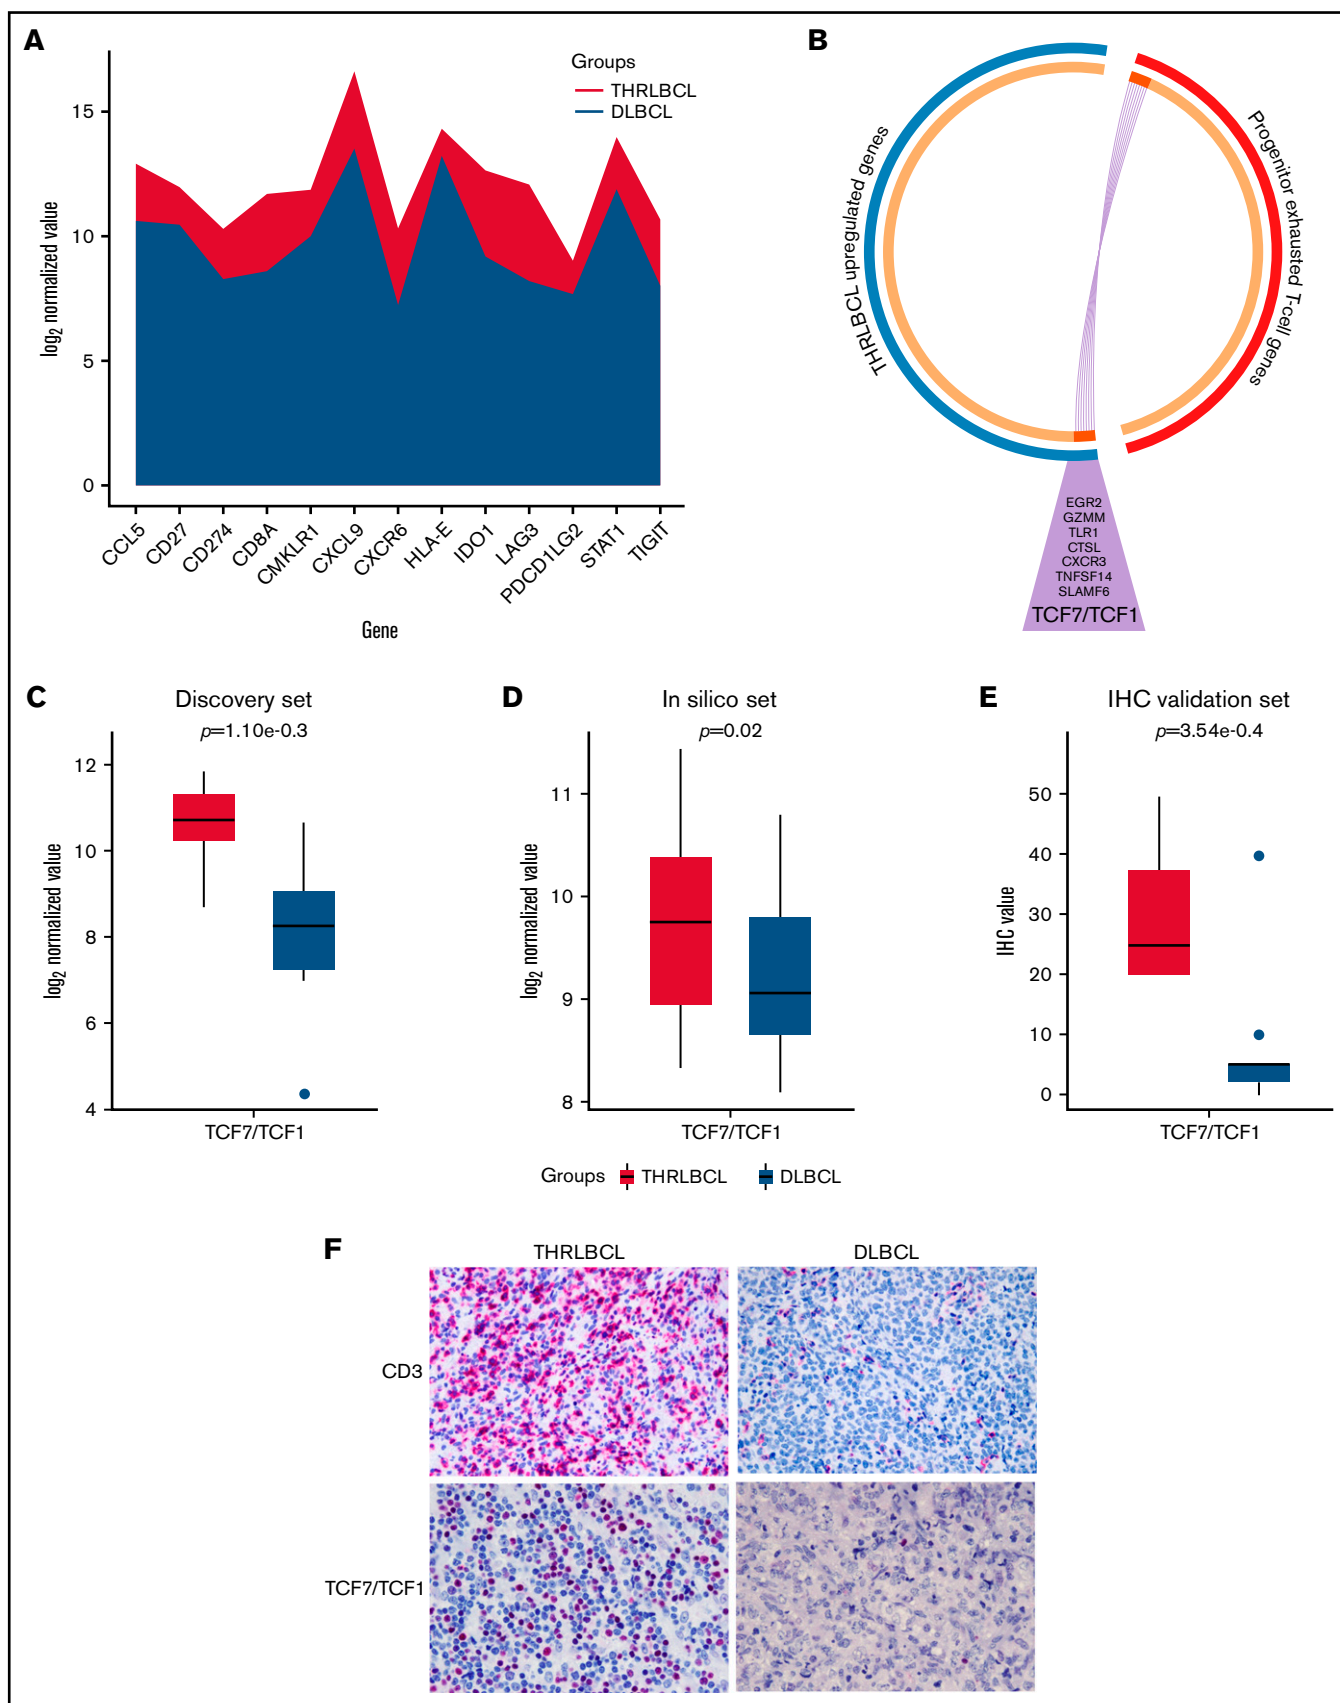 A
Groups
THRLBCL
DLBCL
15
10
5
0
log2 normalized value
CCL5
CD27
CD274
CD8A
CMKLR1
CXCL9
CXCR6
HLA-E
IDO1
LAG3
PDCD1LG2
STAT1
TIGIT
Gene
B
THRLBCL upregulated genes
Progenitor exhausted T-cell genes
EGR2
GZMM
TLR1
CTSL
CXCR3
TNFSF14
SLAMF6
TCF7/TCF1
C
Discovery set
p=1.10e-0.3
12
10
8
6
4
log2 normalized value
TCF7/TCF1
D
In silico set
p=0.02
11
10
9
8
log2 normalized value
TCF7/TCF1
E
IHC validation set
p=3.54e-0.4
50
40
30
20
10
0
IHC value
TCF7/TCF1
Groups THRLBCL DLBCL
F
THRLBCL DLBCL
CD3
TCF7/TCF1